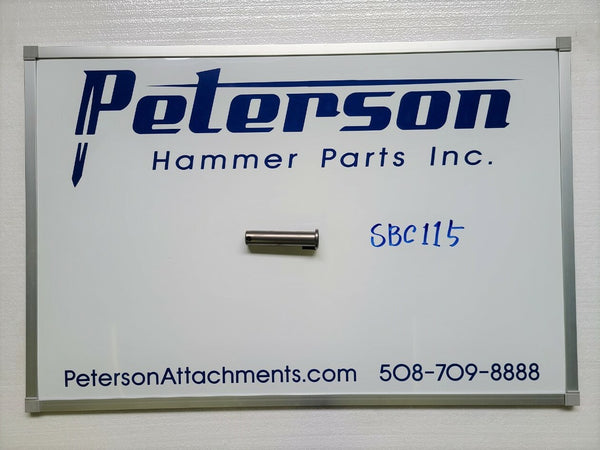 Peterson
Hammer Parts Inc.
SBC115
PetersonAttachments.com 508-709-8888